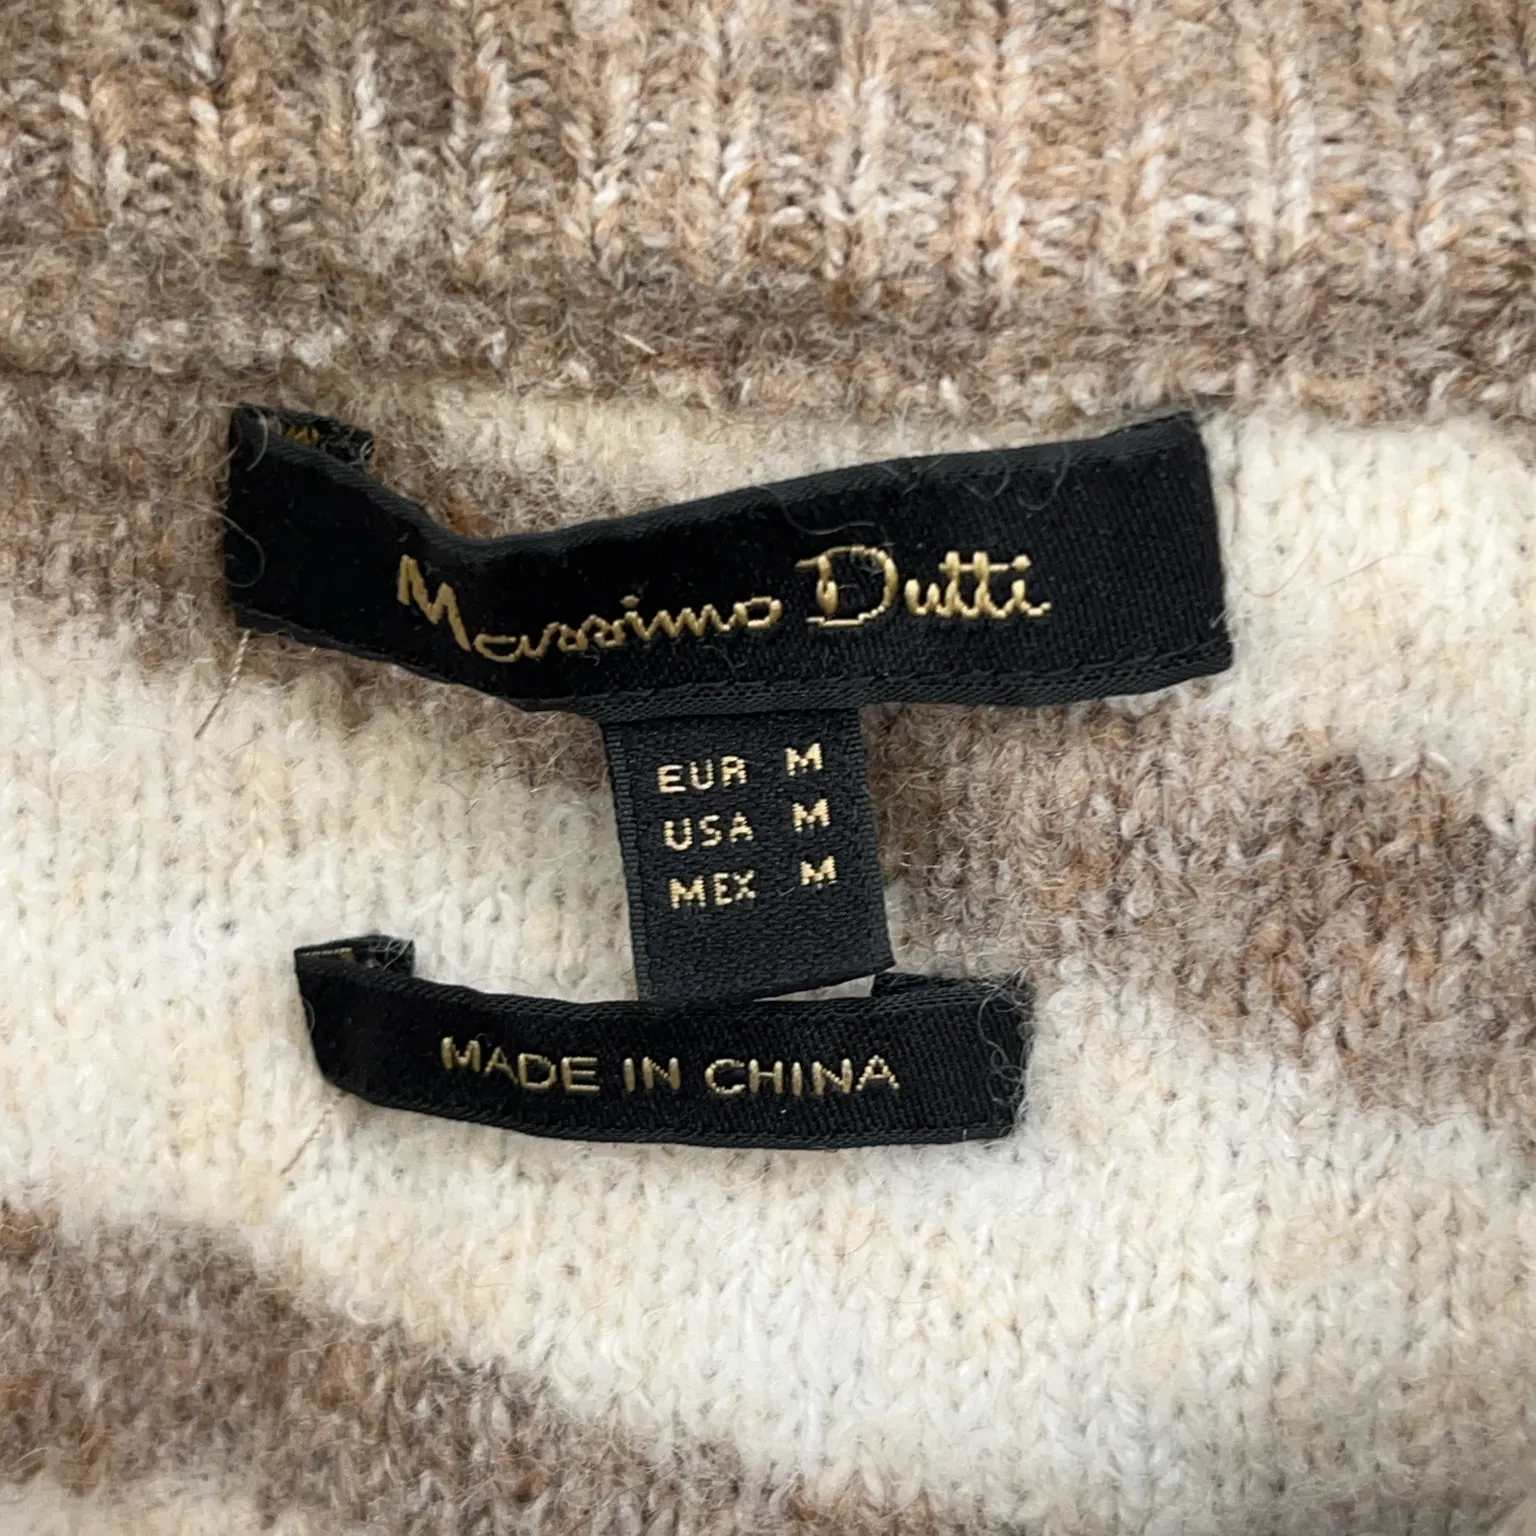 Massimo Dutti
EUR M
USA M
MEX M
MADE IN CHINA